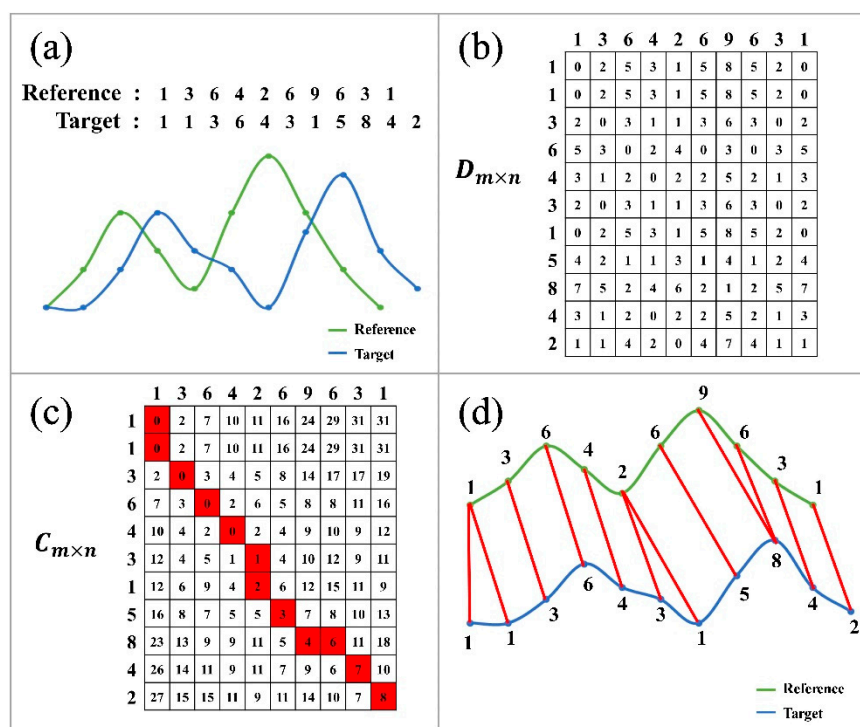 (a)
Reference : 1 3 6 4 2 6 9 6 3 1
Target : 1 1 3 6 4 3 1 5 8 4 2
Reference
Target
(b)
1 3 6 4 2 6 9 6 3 1
1 0 2 5 3 1 5 8 5 2 0
1 0 2 5 3 1 5 8 5 2 0
3 2 0 3 1 1 3 6 3 0 2
6 5 3 0 2 4 0 3 0 3 5
4 3 1 2 0 2 2 5 2 1 3
3 2 0 3 1 1 3 6 3 0 2
1 0 2 5 3 1 5 8 5 2 0
5 4 2 1 1 3 1 4 1 2 4
8 7 5 2 4 6 2 1 2 5 7
4 3 1 2 0 2 2 5 2 1 3
2 1 1 4 2 0 4 7 4 1 1
Dm×n
(c)
1 3 6 4 2 6 9 6 3 1
1 0 2 7 10 11 16 24 29 31 31
1 0 2 7 10 11 16 24 29 31 31
3 2 0 3 4 5 8 14 17 17 19
6 7 3 0 2 6 5 8 8 11 16
4 10 4 2 0 2 4 9 10 9 12
3 12 4 5 1 1 4 10 12 9 11
1 12 6 9 4 2 6 12 15 11 9
5 16 8 7 5 5 3 7 8 10 13
8 23 13 9 9 11 5 4 6 11 18
4 26 14 11 9 11 7 9 6 7 10
2 27 15 15 11 9 11 14 10 7 8
Cm×n
(d)
9
6 6 6
3 4 3
1 2 1
8
6 5
3 4 3 4
1 1 1 2
Reference
Target